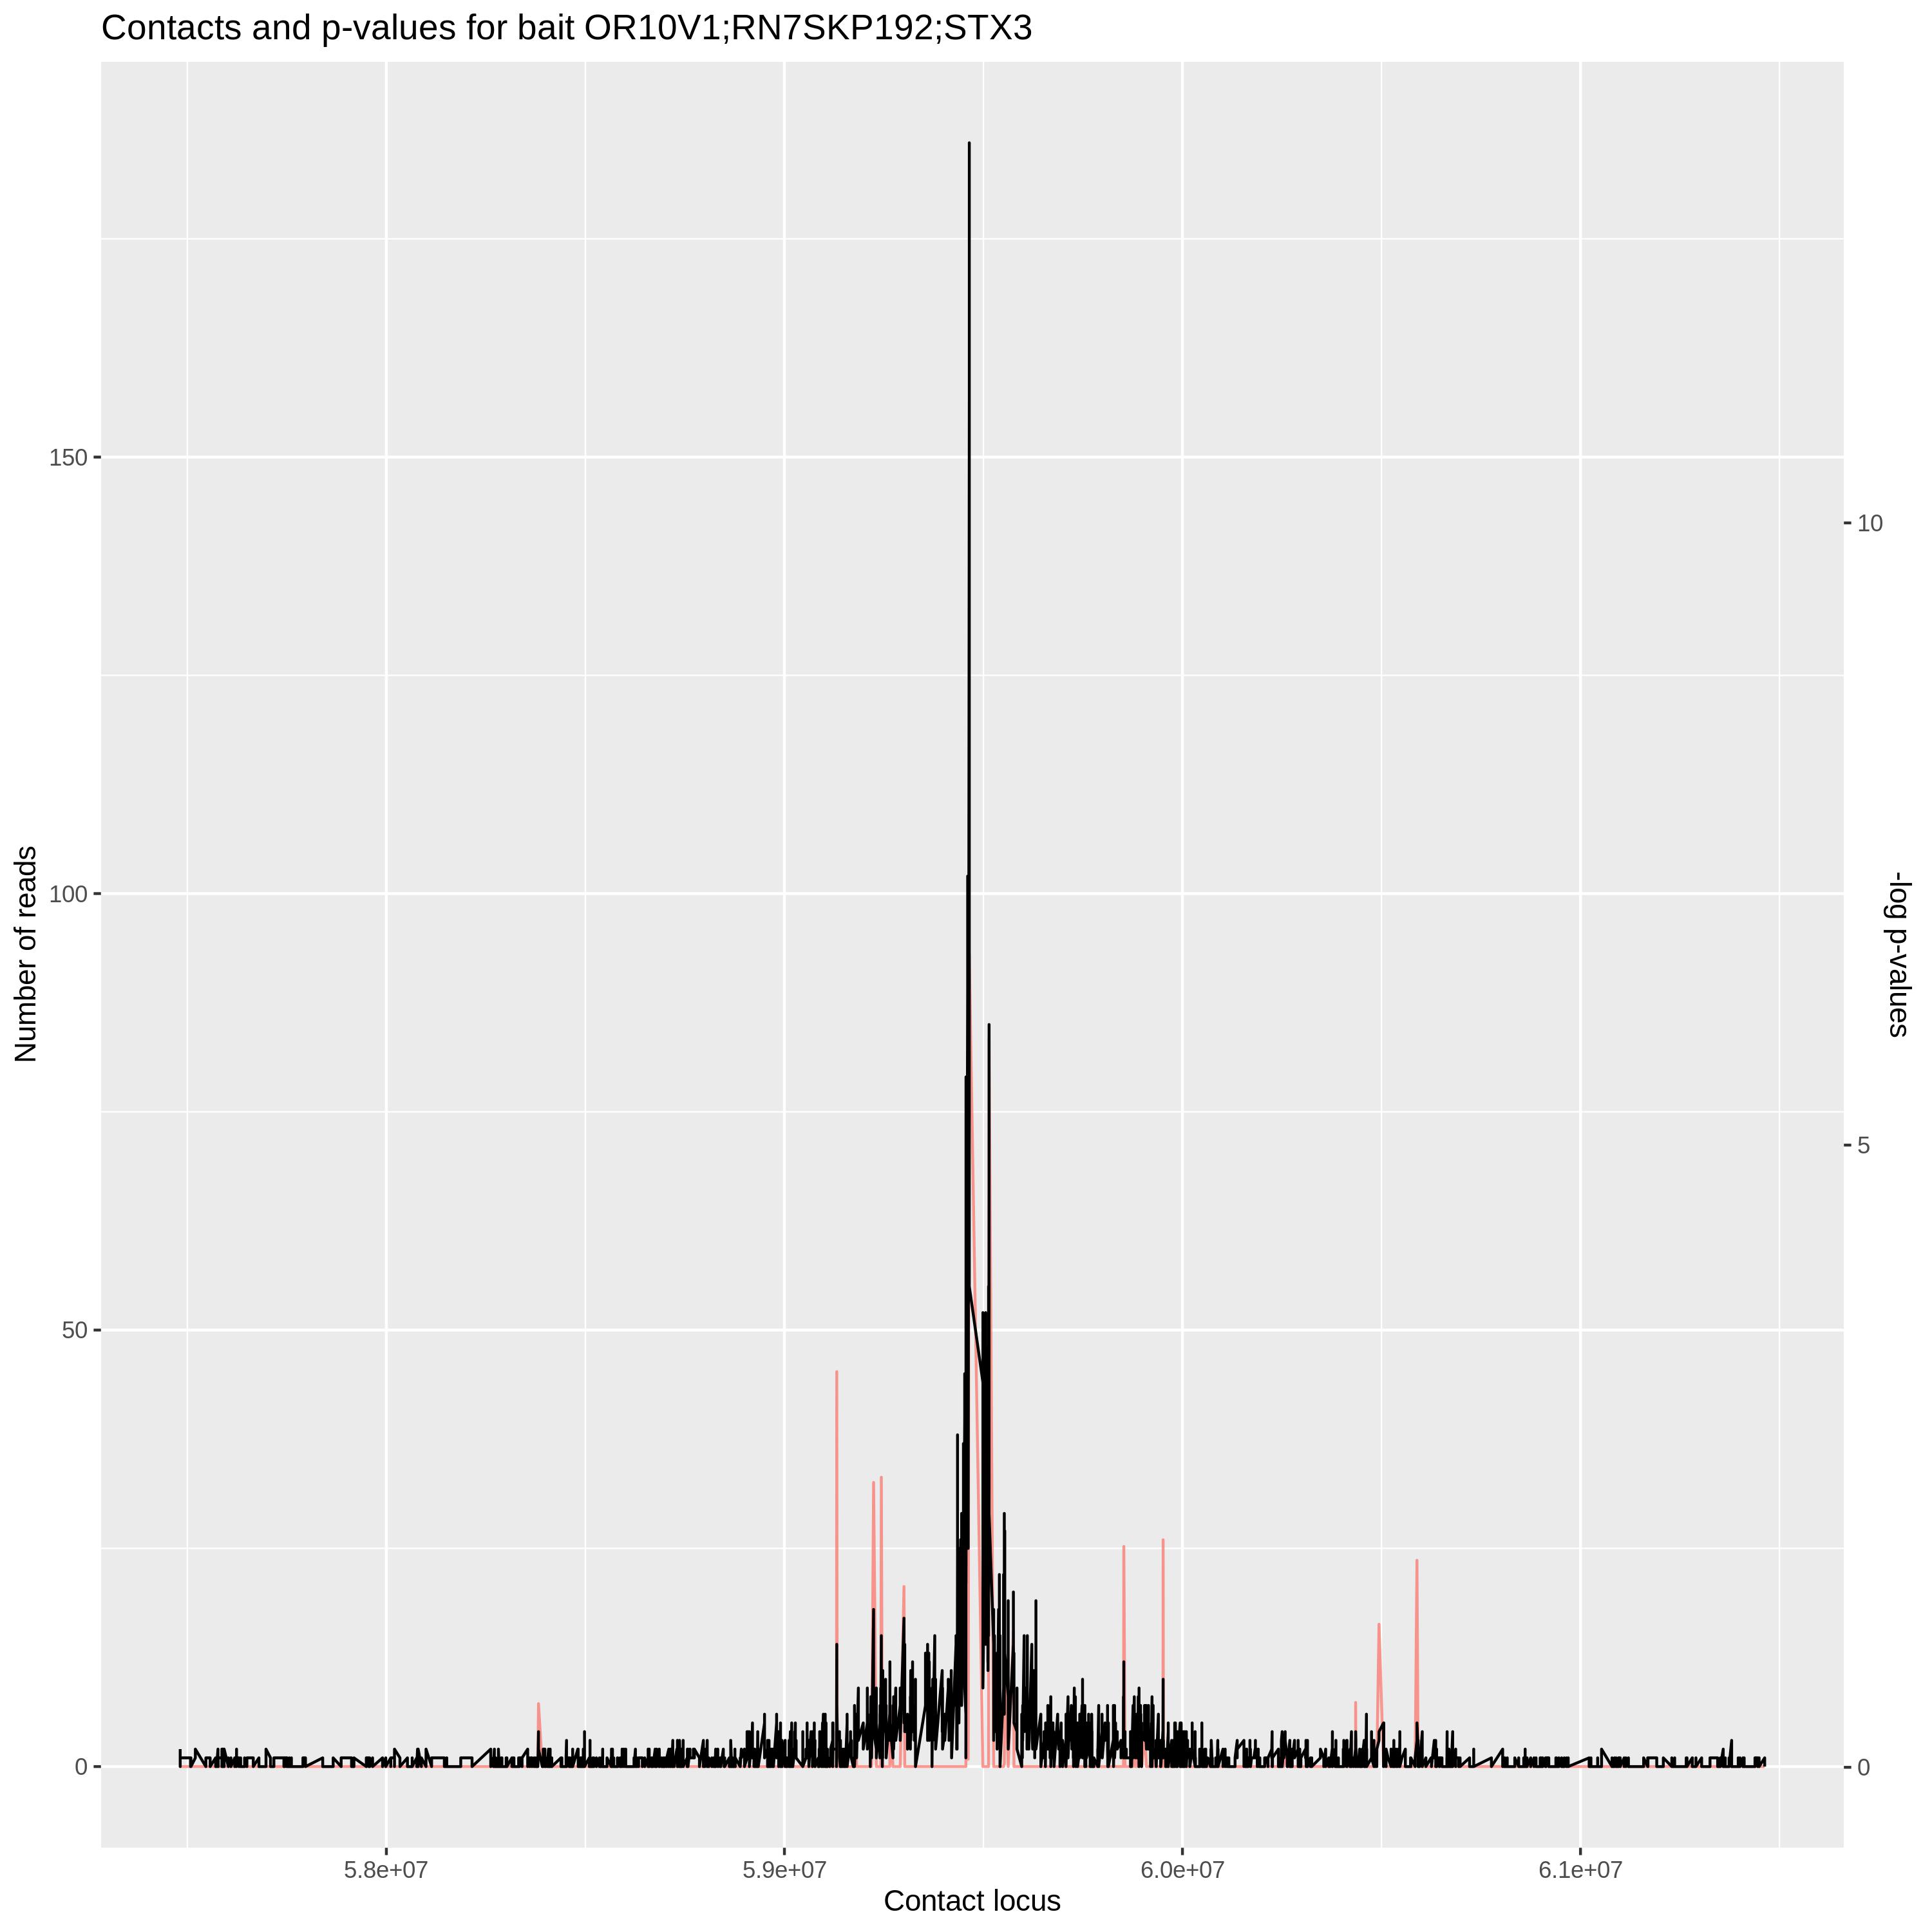 Contacts and p-values for bait OR10V1;RN7SKP192;STX3
Number of reads
150
100
50
0
10
5
0
-log p-values
5.8e+07
5.9e+07
6.0e+07
6.1e+07
Contact locus